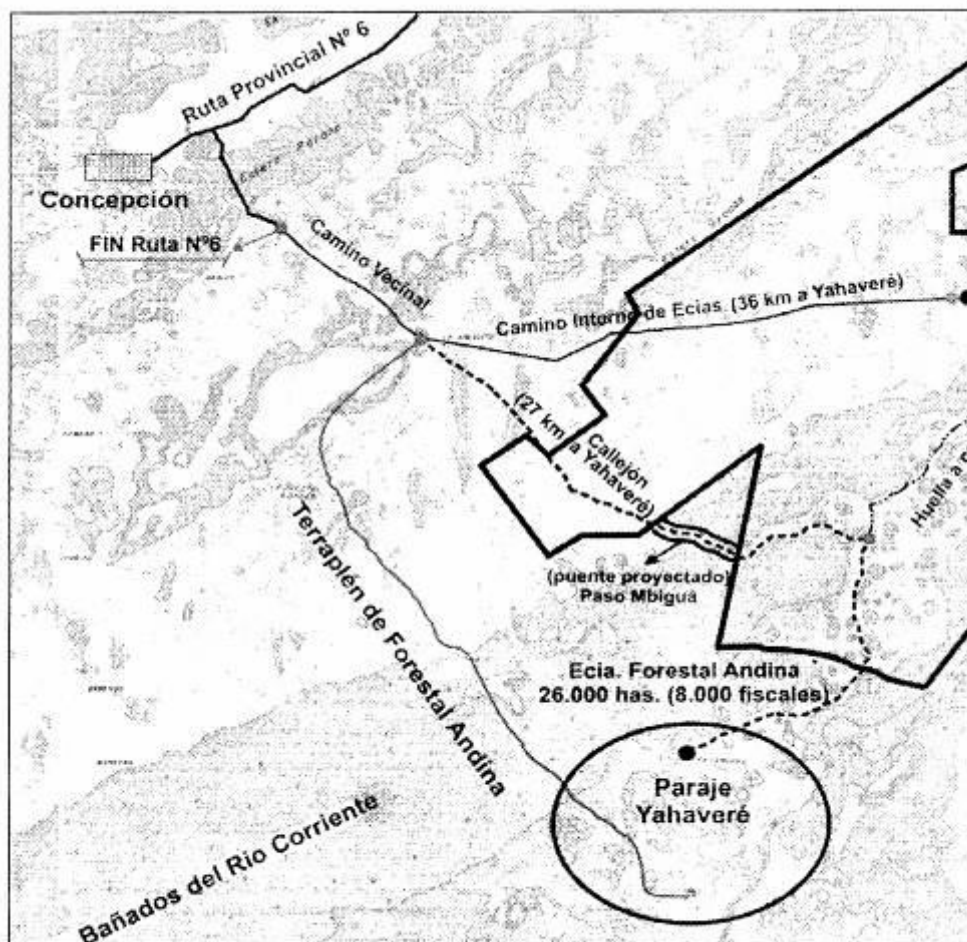 Ruta Provincial Nº 6
Concepción
FIN Ruta Nº6
Camino Vecinal
Camino Intorno de Ecias. (36 km a Yahaveré)
Callejón
(27 km a Yahaveré)
Huella a
(puente proyectado)
Paso Mbiguá
Terraplén de Forestal Andina
Ecia. Forestal Andina
26.000 has. (8.000 fiscales)
Paraje
Yahaveré
Bañados del Rio Corriente